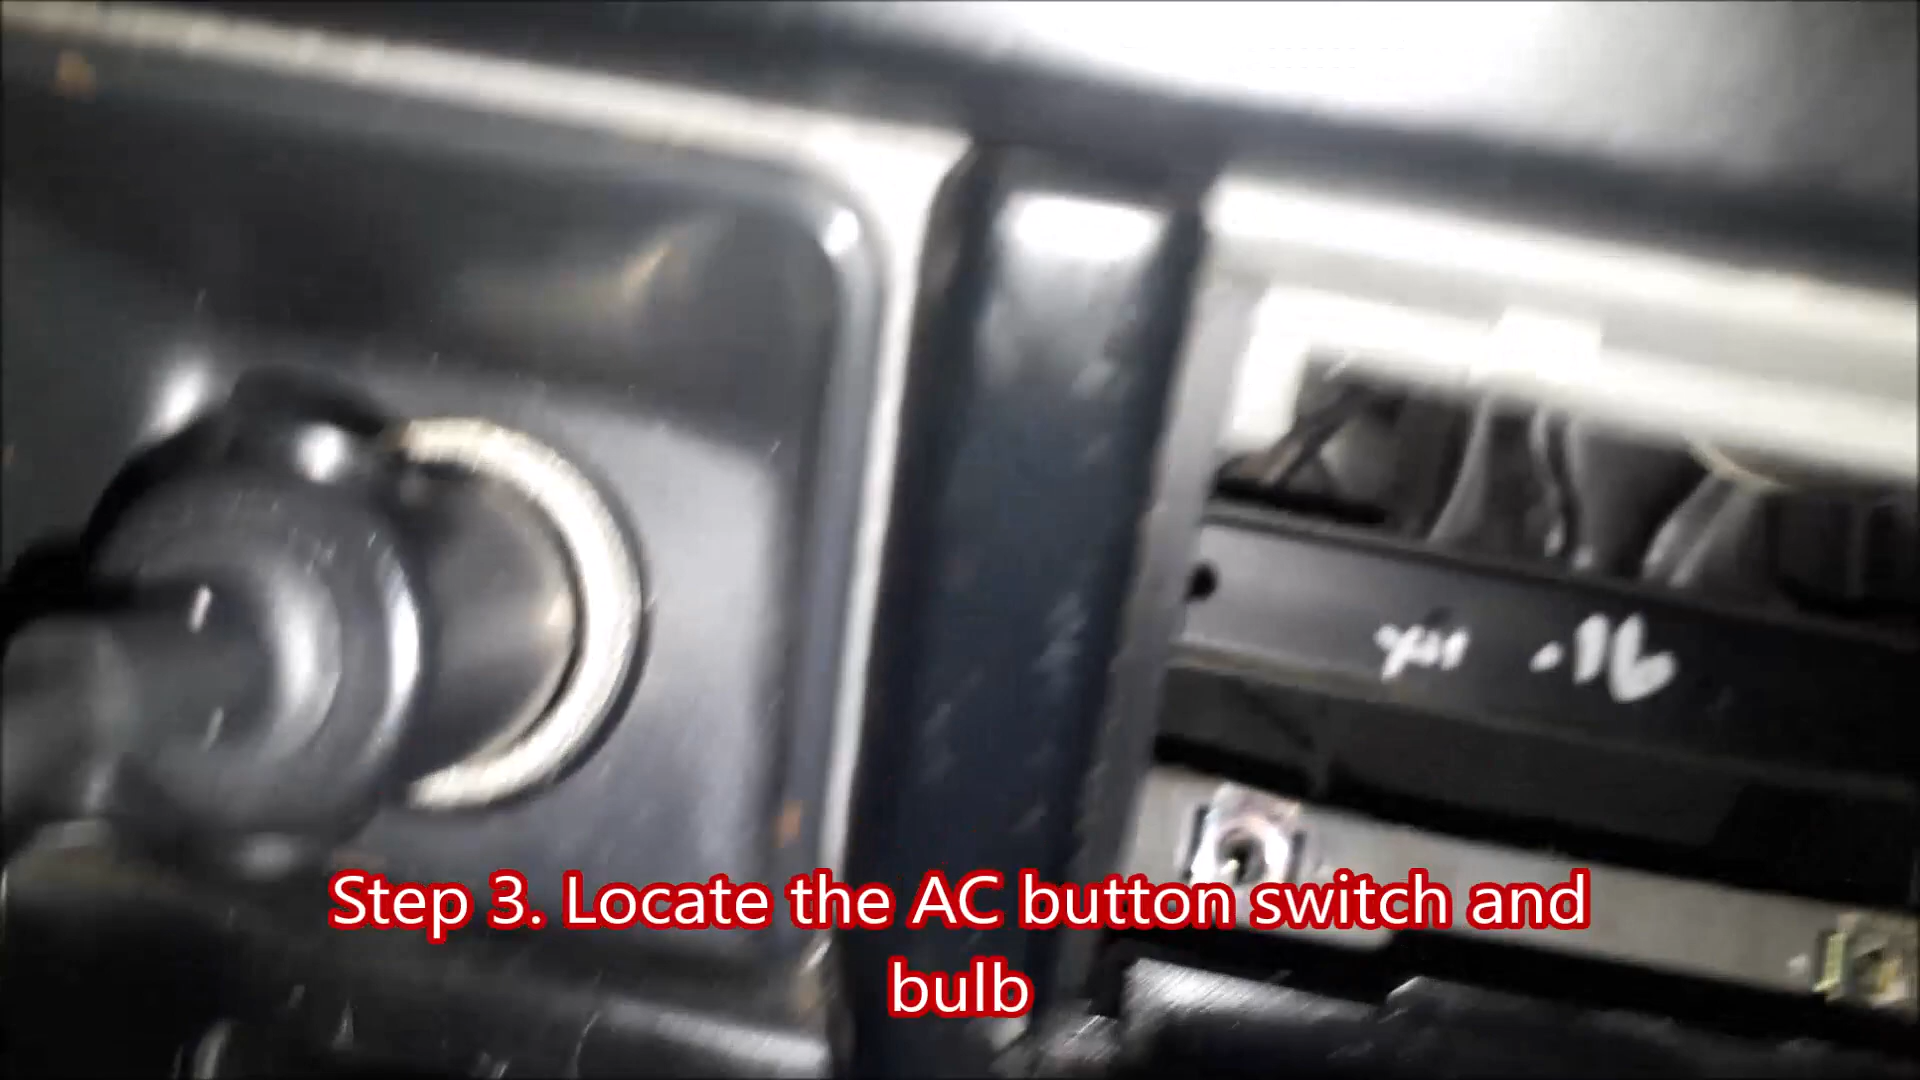 Step 3. Locate the AC button switch and
bulb